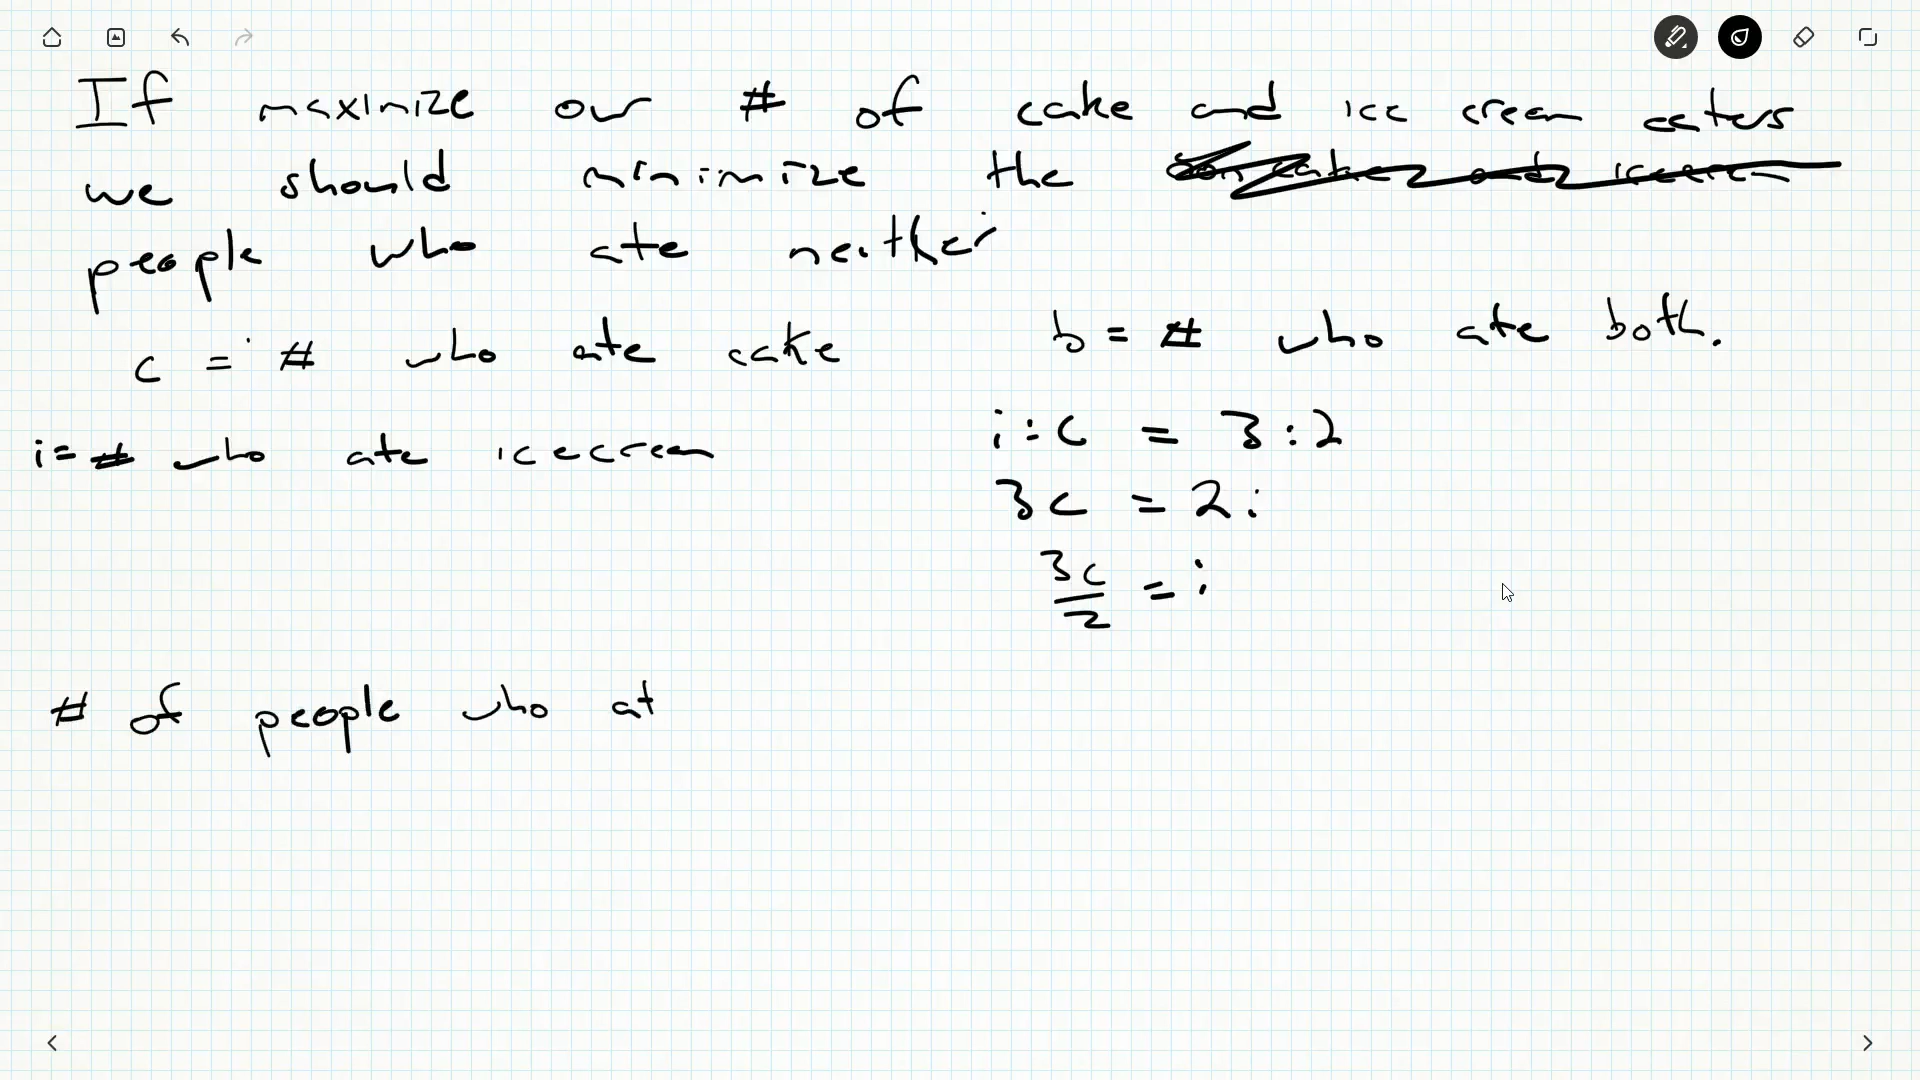 If maximize our # of cake and ice cream eaters
we should minimize the
people who ate neither
c = # who ate cake
b = # who ate both.
i = # who ate icecream
i : c = 3 : 2
3c = 2i
3c/2 = i
# of people who at